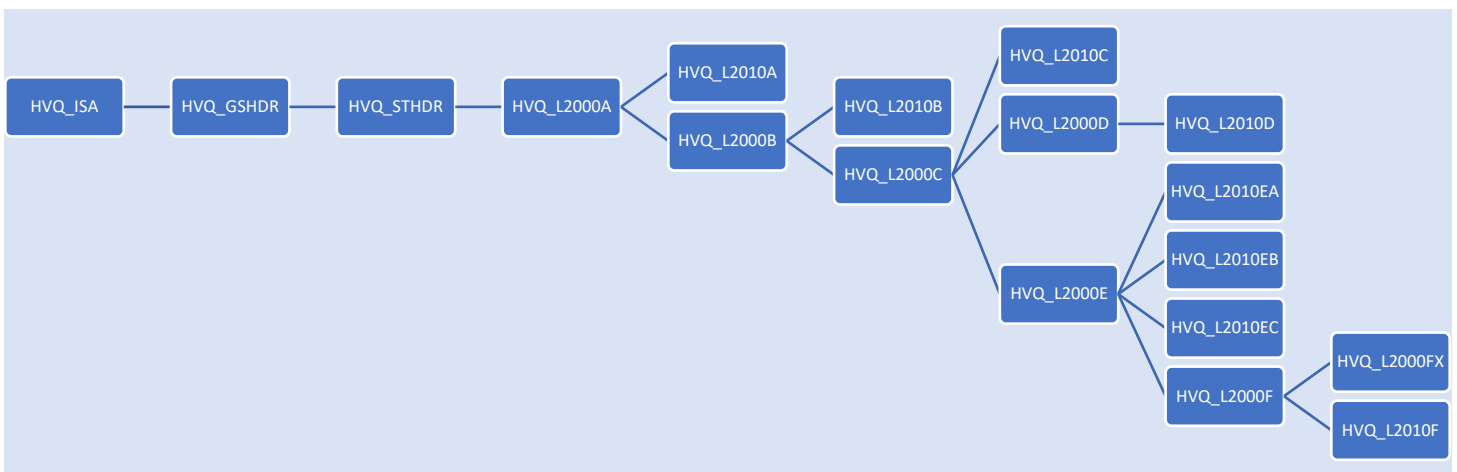 HVQ_ISA
HVQ_GSHDR
HVQ_STHDR
HVQ_L2000A
HVQ_L2010A
HVQ_L2000B
HVQ_L2010B
HVQ_L2000C
HVQ_L2010C
HVQ_L2000D
HVQ_L2010D
HVQ_L2000E
HVQ_L2010EA
HVQ_L2010EB
HVQ_L2010EC
HVQ_L2000F
HVQ_L2000FX
HVQ_L2010F